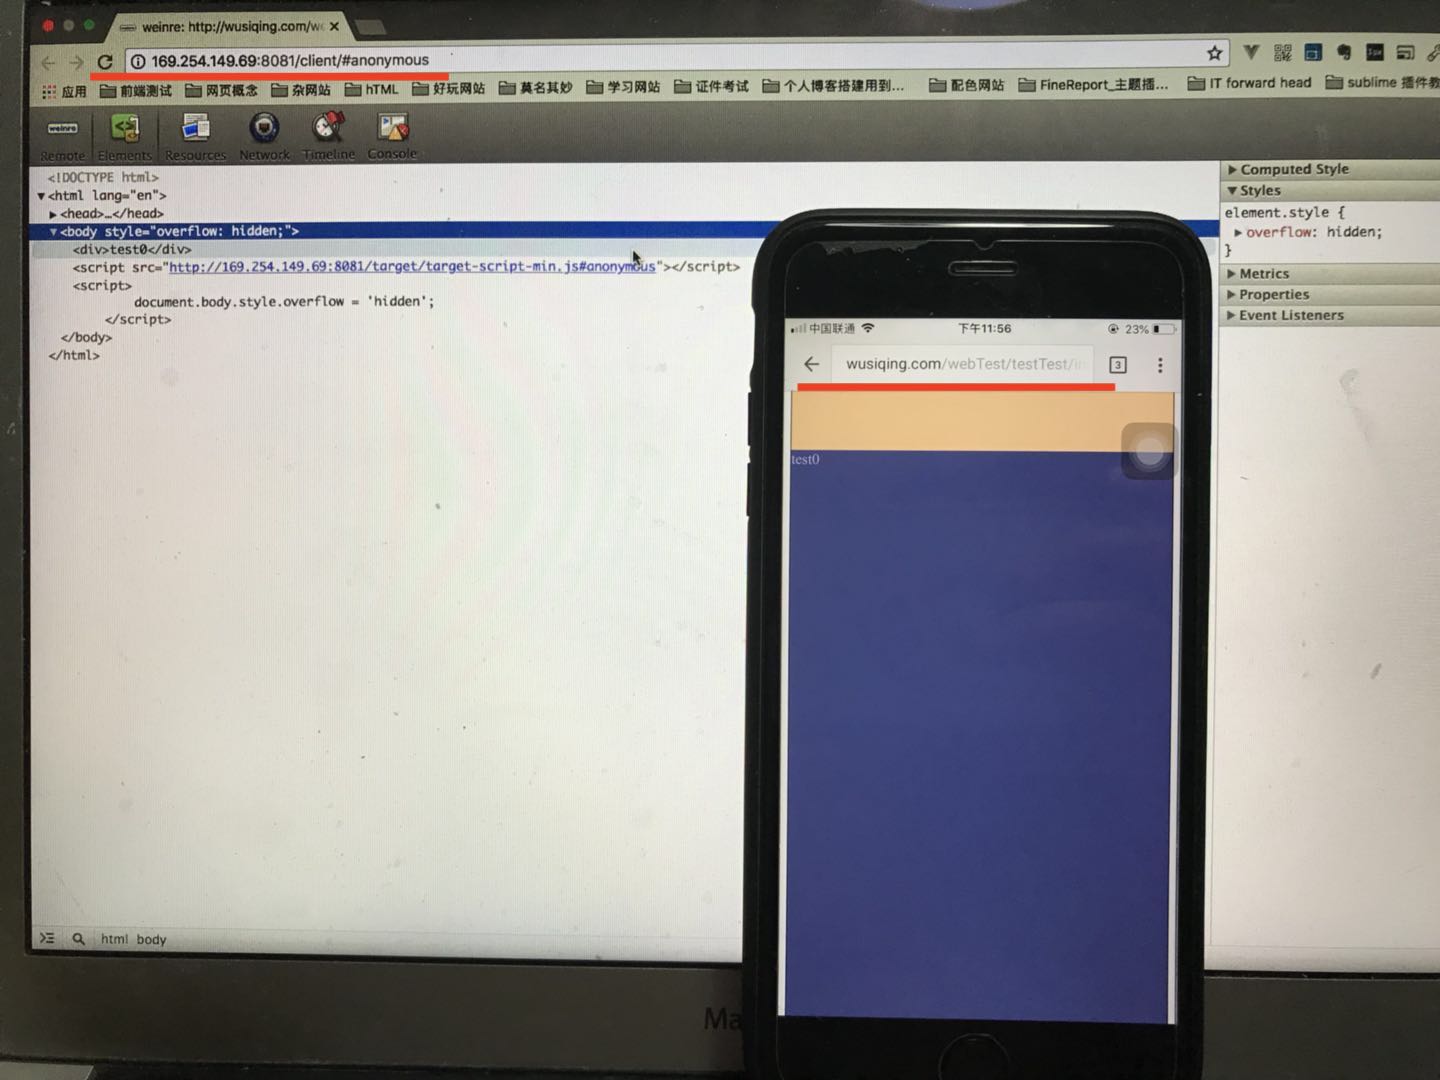 weinre: http://wusiqing.com/we
169.254.149.69:8081/client/#anonymous
应用 前端测试 网页概念 杂网站 hTML 好玩网站 莫名其妙 学习网站 证件考试 个人博客搭建用到... 配色网站 FineReport_主题插... IT forward head sublime 插件教
weinre
Remote Elements Resources Network Timeline Console
<!DOCTYPE html>
<html lang="en">
<head>…</head>
<body style="overflow: hidden;">
<div>test0</div>
<script src="http://169.254.149.69:8081/target/target-script-min.js#anonymous"></script>
<script>
document.body.style.overflow = 'hidden';
</script>
</body>
</html>
Computed Style
Styles
element.style {
overflow: hidden;
}
Metrics
Properties
Event Listeners
中国联通 下午11:56 23%
wusiqing.com/webTest/testTest/in
3
test0
html body
Ma